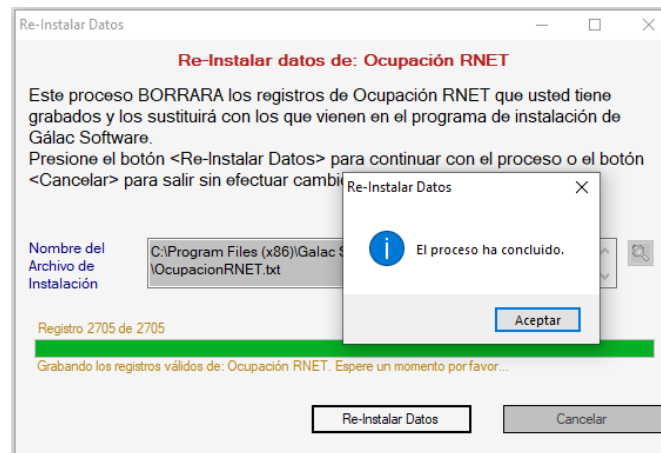 Re-Instalar Datos
Re-Instalar datos de: Ocupación RNET
Este proceso BORRARA los registros de Ocupación RNET que usted tiene
grabados y los sustituirá con los que vienen en el programa de instalación de
Gálac Software.
Presione el botón <Re-Instalar Datos> para continuar con el proceso o el botón
<Cancelar> para salir sin efectuar
Re-Instalar Datos
El proceso ha concluido.
Aceptar
Nombre del
Archivo de
Instalación
C:\Program Files (x86)\Galac
\OcupacionRNET.txt
Registro 2705 de 2705
Grabando los registros válidos de: Ocupación RNET. Espere un momento por favor...
Re-Instalar Datos
Cancelar